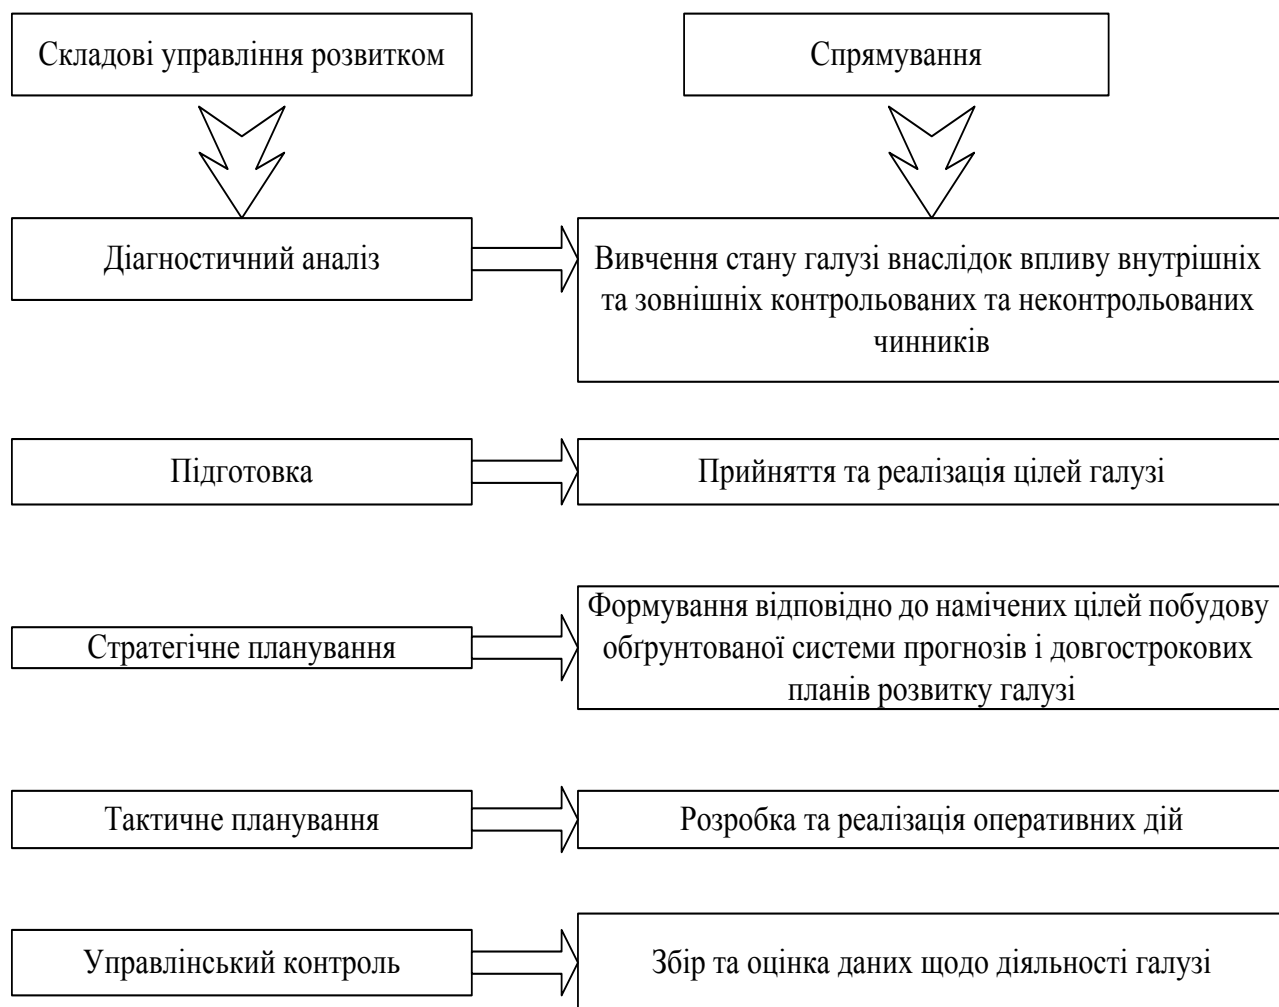 Складові управління розвитком
Спрямування
Діагностичний аналіз
Вивчення стану галузі внаслідок впливу внутрішніх
та зовнішніх контрольованих та неконтрольованих
чинників
Підготовка
Прийняття та реалізація цілей галузі
Стратегічне планування
Формування відповідно до намічених цілей побудову
обґрунтованої системи прогнозів і довгострокових
планів розвитку галузі
Тактичне планування
Розробка та реалізація оперативних дій
Управлінський контроль
Збір та оцінка даних щодо діяльності галузі